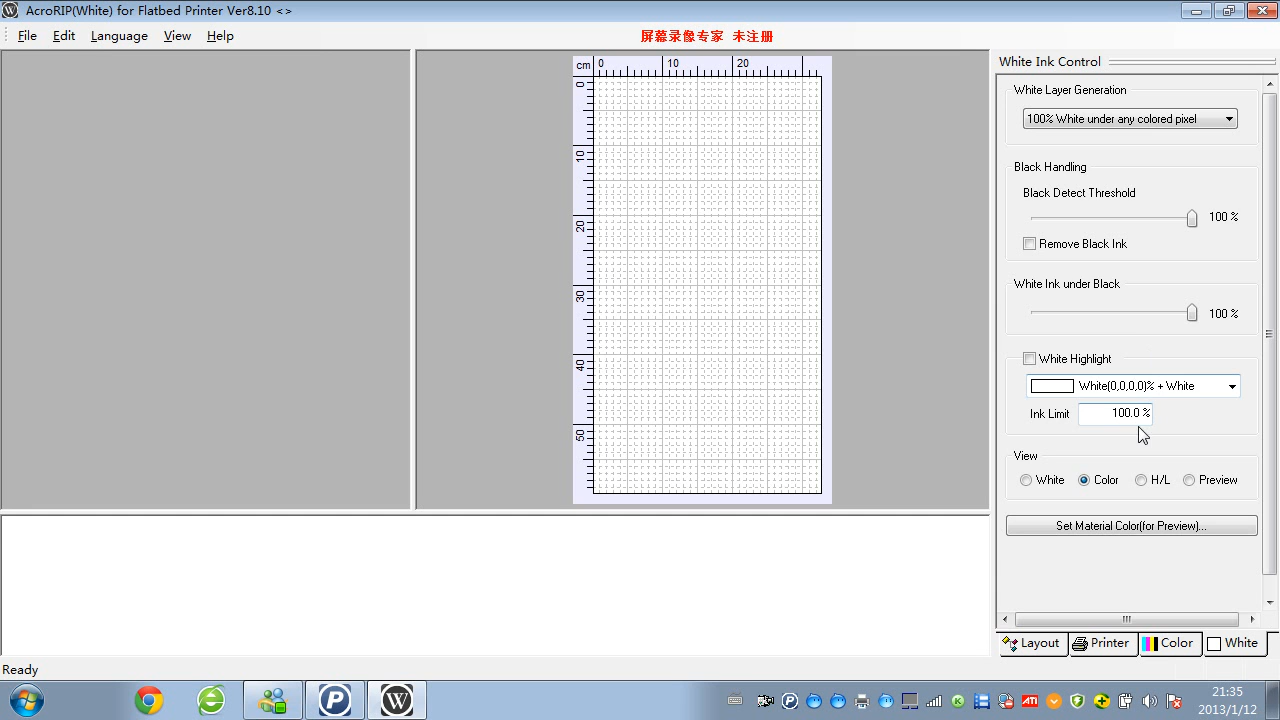 AcroRIP(White) for Flatbed Printer Ver8.10 <>
File Edit Language View Help
屏幕录像专家 未注册
cm 0 10 20
0
10
20
30
40
50
White Ink Control
White Layer Generation
100% White under any colored pixel
Black Handling
Black Detect Threshold
100 %
Remove Black Ink
White Ink under Black
100 %
White Highlight
White(0,0,0,0)% + White
Ink Limit 100.0 %
View
White Color H/L Preview
Set Material Color(for Preview)...
Layout Printer Color White
Ready
21:35
2013/1/12